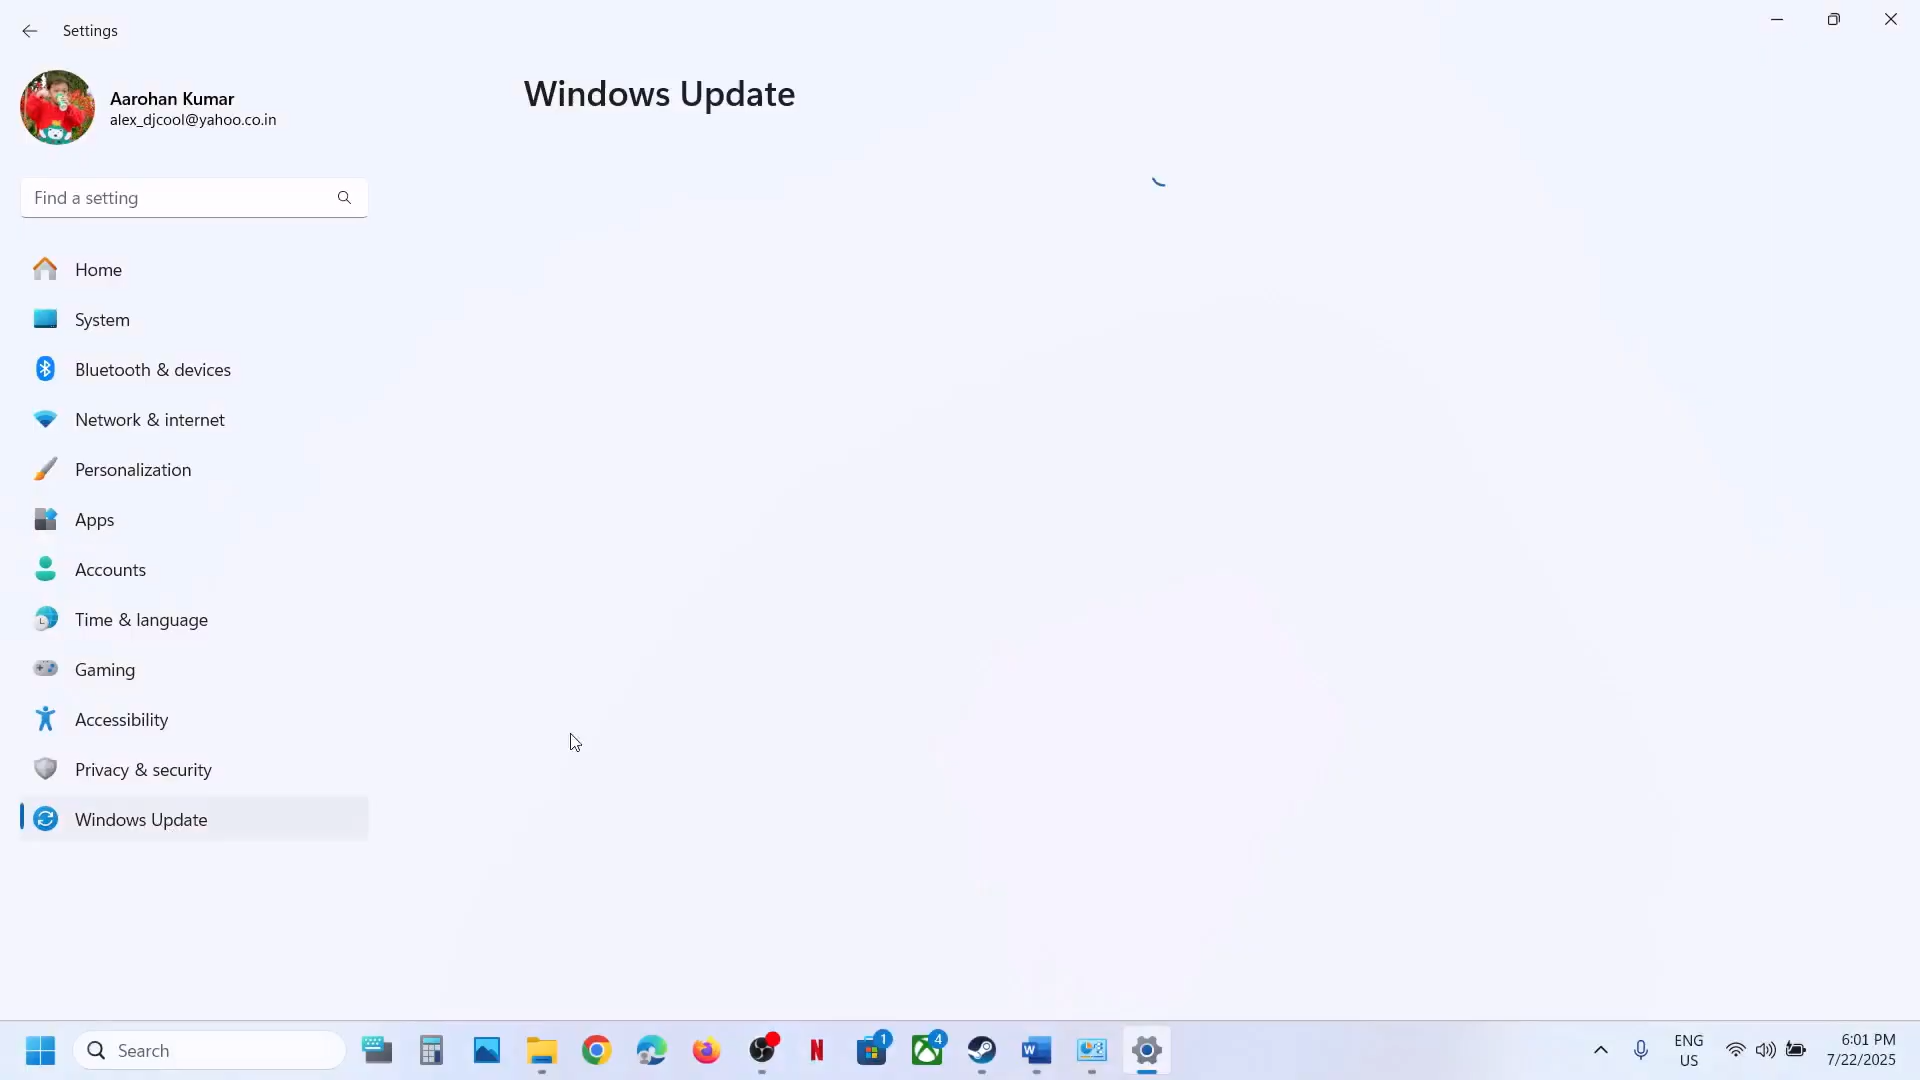 Settings
Aarohan Kumar
alex_djcool@yahoo.co.in
Find a setting
Home
System
Bluetooth & devices
Network & internet
Personalization
Apps
Accounts
Time & language
Gaming
Accessibility
Privacy & security
Windows Update
Windows Update
Search
N
1
4
W
ENG
US
6:01 PM
7/22/2025